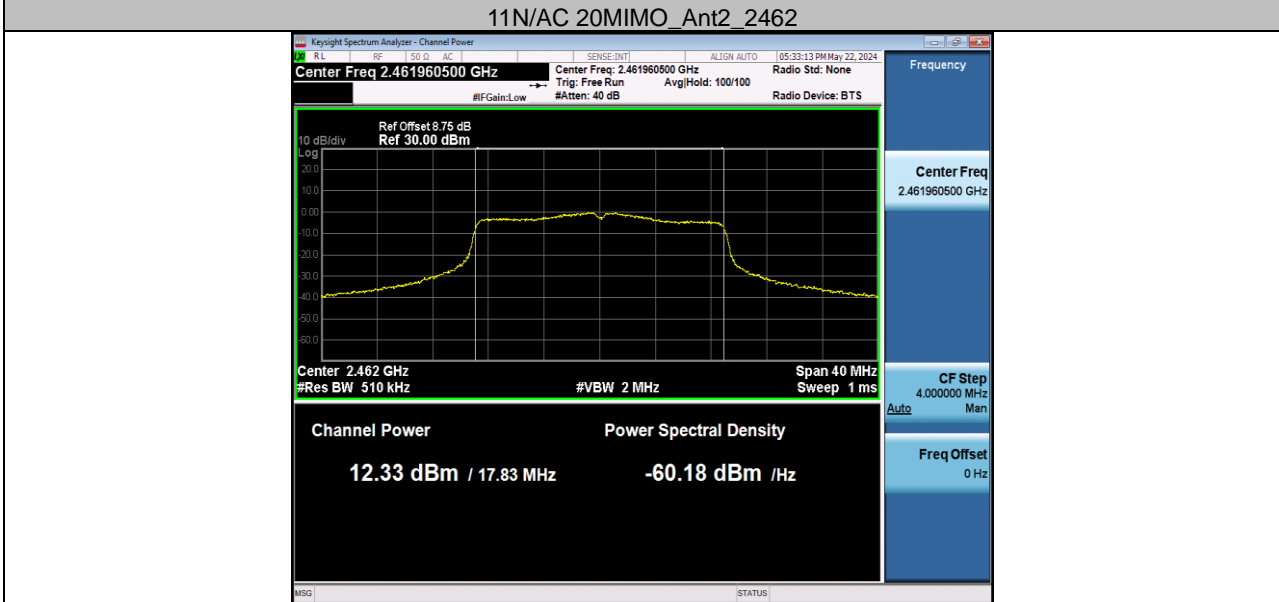 11N/AC 20MIMO_Ant2_2462
Keysight Spectrum Analyzer - Channel Power
RL RF 50 Ω AC SENSE:INT ALIGN AUTO 05:33:13 PM May 22, 2024
Center Freq 2.461960500 GHz
Center Freq: 2.461960500 GHz
Radio Std: None
Trig: Free Run Avg|Hold: 100/100
#IFGain:Low
#Atten: 40 dB
Radio Device: BTS
Frequency
Ref Offset 8.75 dB
10 dB/div Ref 30.00 dBm
Log
20.0
10.0
0.00
-10.0
-20.0
-30.0
-40.0
-50.0
-60.0
Center 2.462 GHz Span 40 MHz
#Res BW 510 kHz #VBW 2 MHz Sweep 1 ms
Center Freq
2.461960500 GHz
CF Step
4.000000 MHz
Auto Man
Freq Offset
0 Hz
Channel Power Power Spectral Density
12.33 dBm / 17.83 MHz -60.18 dBm /Hz
MSG STATUS